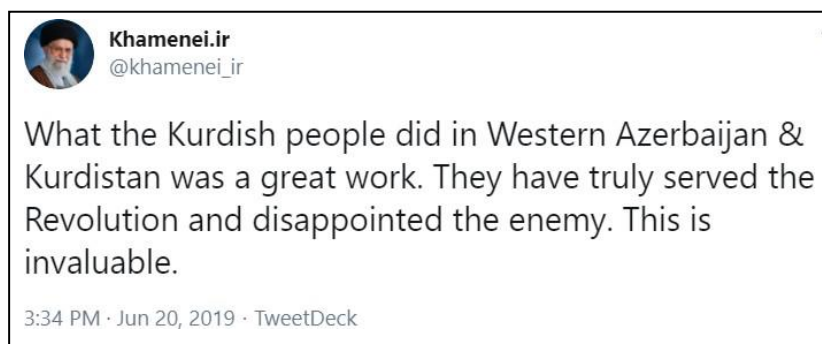 Khamenei.ir
@khamenei_ir
What the Kurdish people did in Western Azerbaijan &
Kurdistan was a great work. They have truly served the
Revolution and disappointed the enemy. This is
invaluable.
3:34 PM · Jun 20, 2019 · TweetDeck